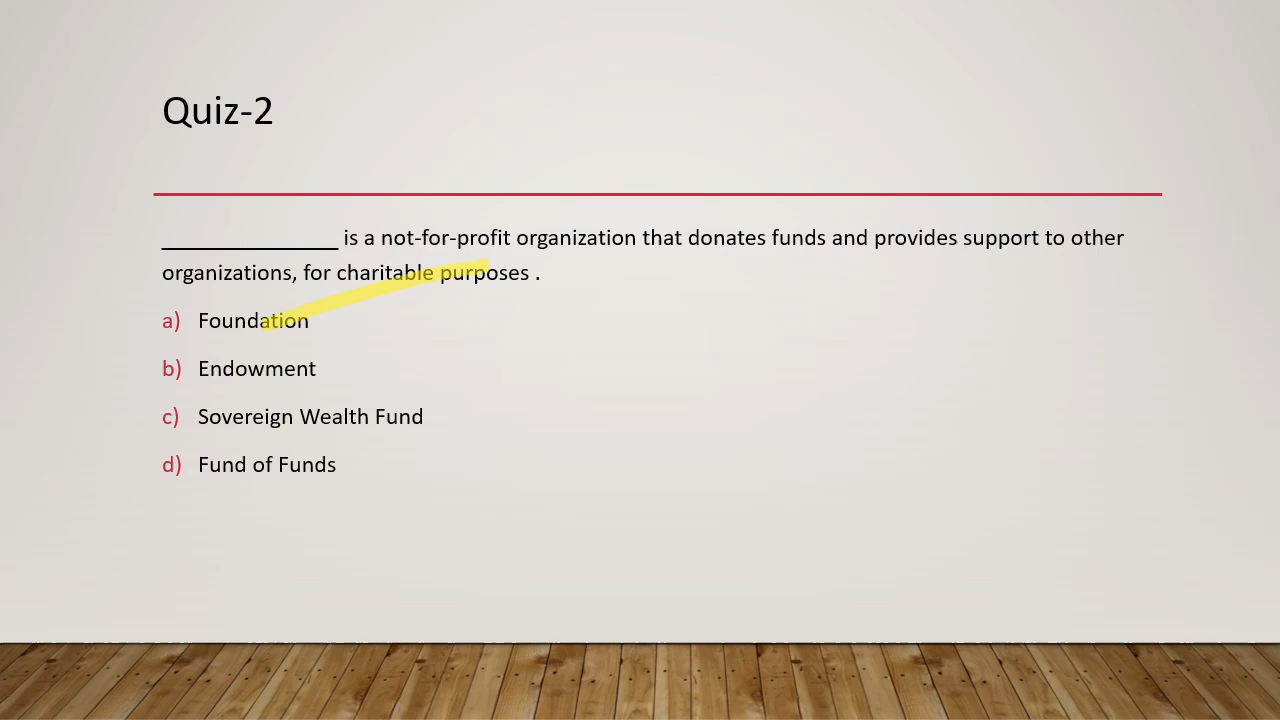 Quiz-2
_______________ is a not-for-profit organization that donates funds and provides support to other
organizations, for charitable purposes .
a) Foundation
b) Endowment
c) Sovereign Wealth Fund
d) Fund of Funds